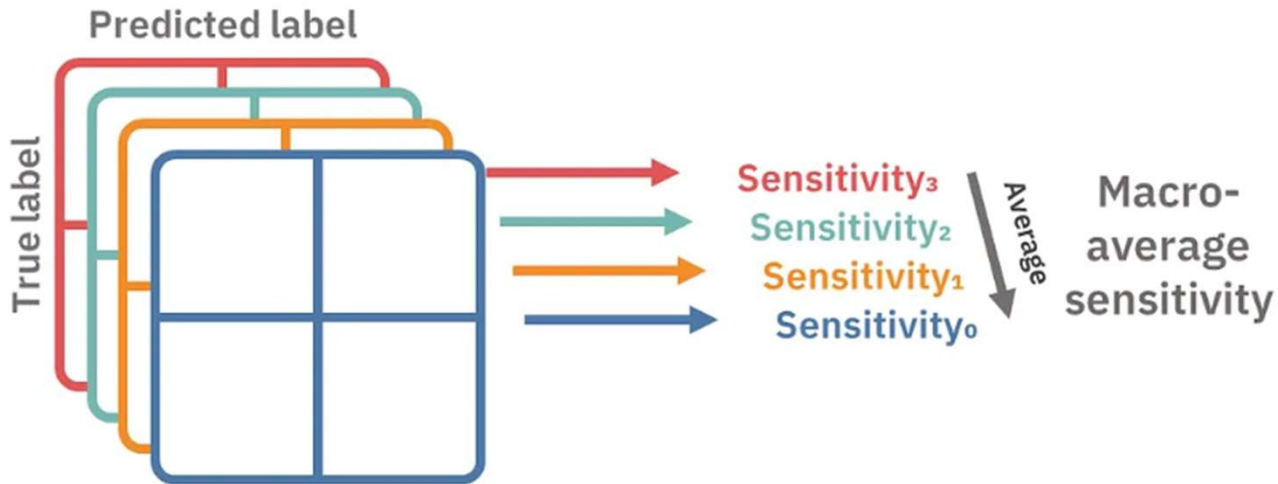 Predicted label
True label
Sensitivity₃
Sensitivity₂
Sensitivity₁
Sensitivity₀
Average
Macro-
average
sensitivity